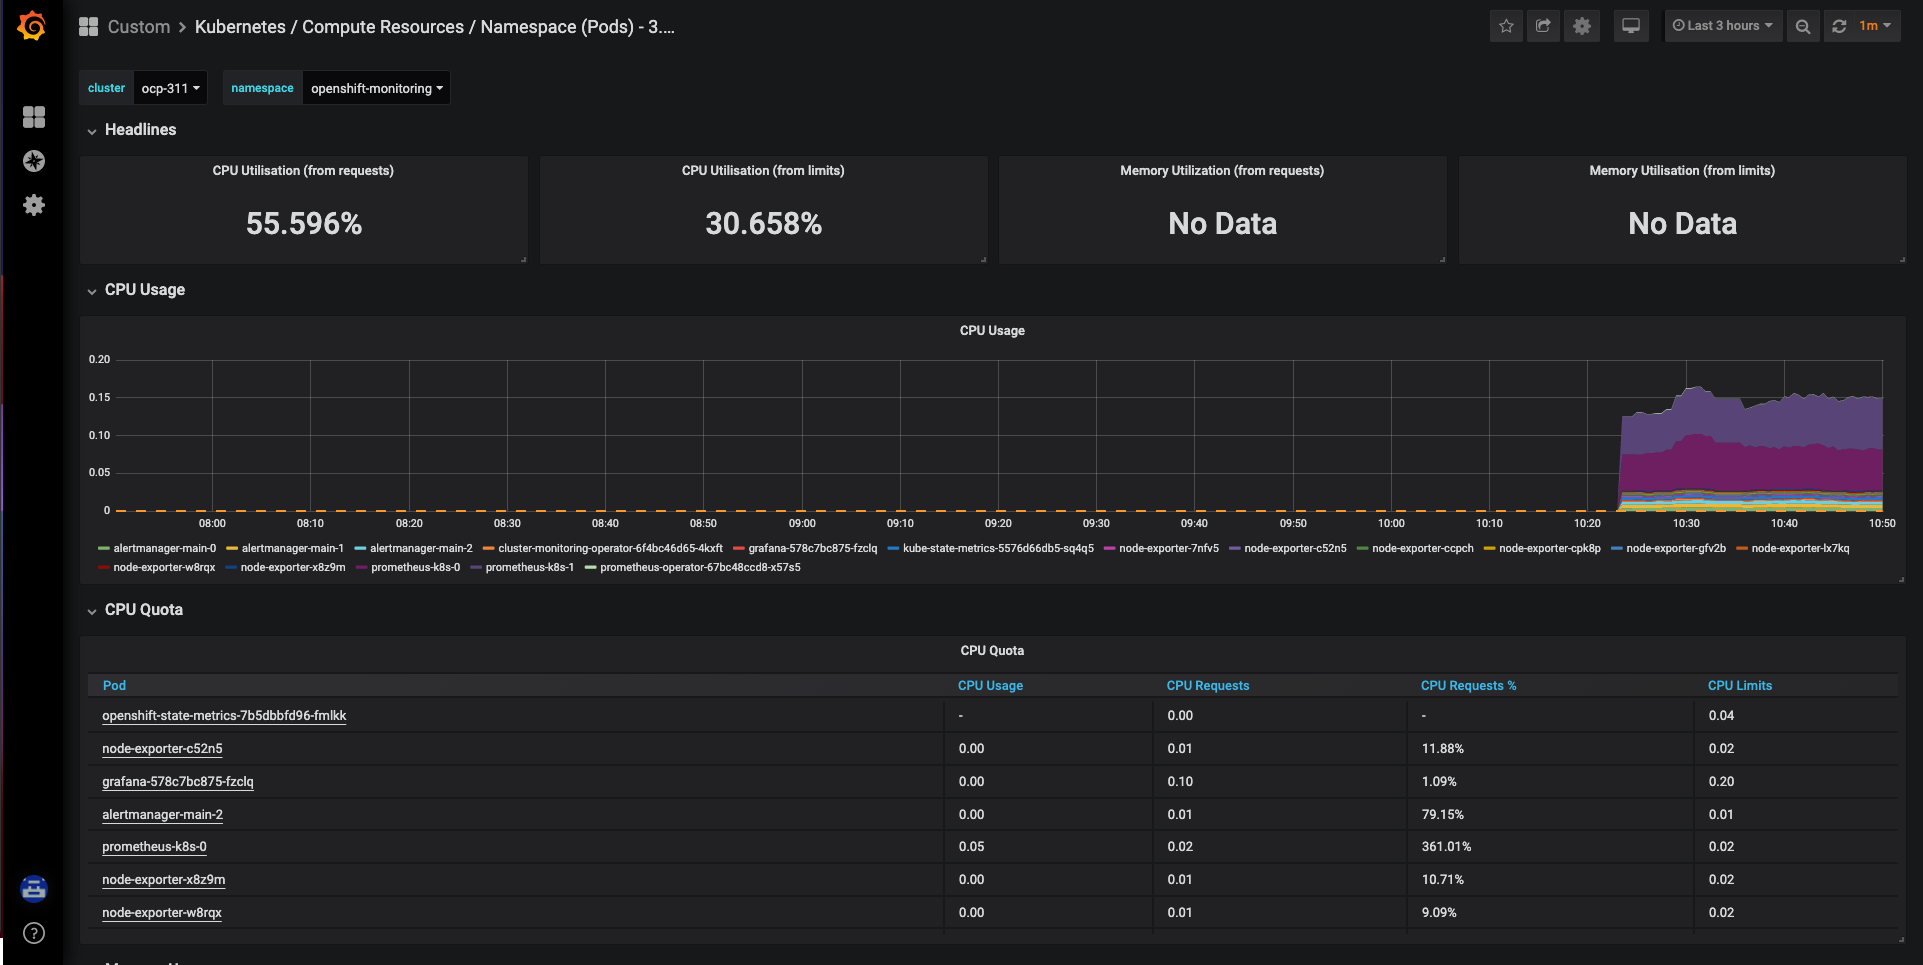 Custom > Kubernetes / Compute Resources / Namespace (Pods) - 3.... Last 3 hours 1m
cluster ocp-311 namespace openshift-monitoring
Headlines
CPU Utilisation (from requests) CPU Utilisation (from limits) Memory Utilization (from requests) Memory Utilisation (from limits)
55.596% 30.658% No Data No Data
CPU Usage
CPU Usage
0.20
0.15
0.10
0.05
0
08:00 08:10 08:20 08:30 08:40 08:50 09:00 09:10 09:20 09:30 09:40 09:50 10:00 10:10 10:20 10:30 10:40 10:50
alertmanager-main-0 alertmanager-main-1 alertmanager-main-2 cluster-monitoring-operator-6f4bc46d65-4kxft grafana-578c7bc875-fzclq kube-state-metrics-5576d66db5-sq4q5 node-exporter-7nfv5 node-exporter-c52n5 node-exporter-ccpch node-exporter-cpk8p node-exporter-gfv2b node-exporter-lx7kq
node-exporter-w8rqx node-exporter-x8z9m prometheus-k8s-0 prometheus-k8s-1 prometheus-operator-67bc48ccd8-x57s5
CPU Quota
CPU Quota
Pod CPU Usage CPU Requests CPU Requests % CPU Limits
openshift-state-metrics-7b5dbbfd96-fmlkk - 0.00 - 0.04
node-exporter-c52n5 0.00 0.01 11.88% 0.02
grafana-578c7bc875-fzclq 0.00 0.10 1.09% 0.20
alertmanager-main-2 0.00 0.01 79.15% 0.01
prometheus-k8s-0 0.05 0.02 361.01% 0.02
node-exporter-x8z9m 0.00 0.01 10.71% 0.02
node-exporter-w8rqx 0.00 0.01 9.09% 0.02